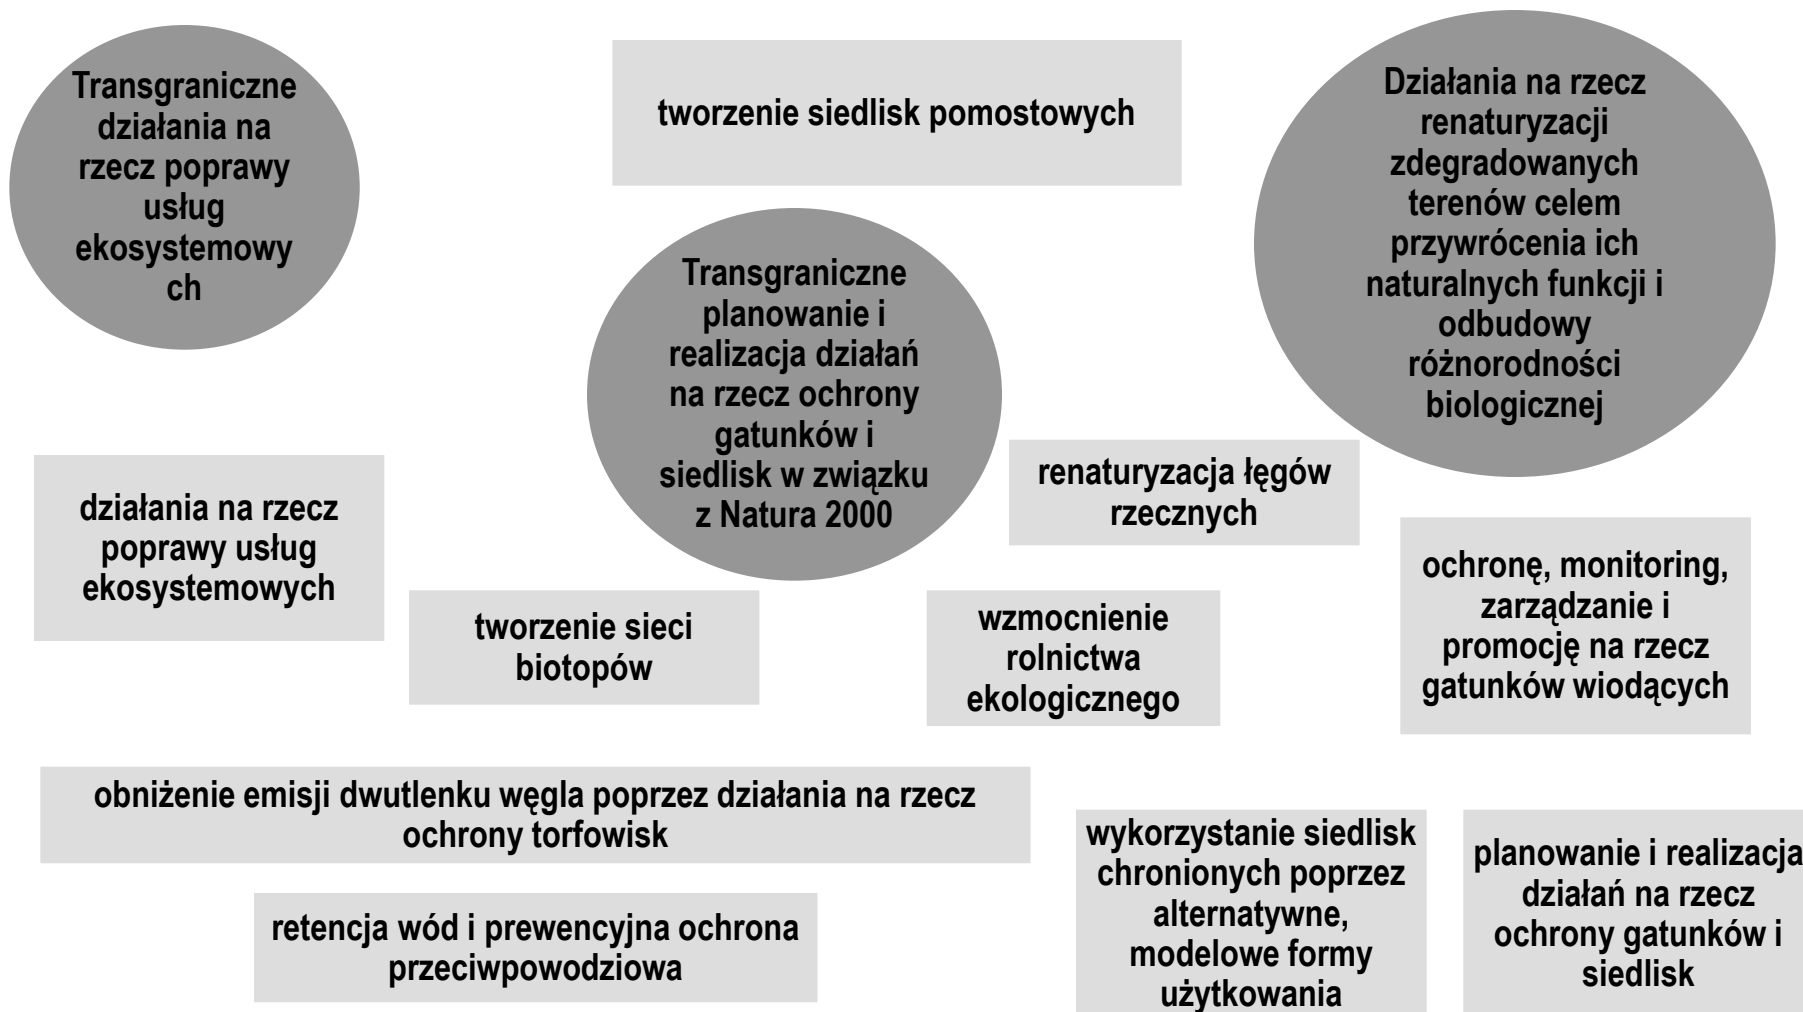 Transgraniczne
działania na
rzecz poprawy
usług
ekosystemowy
ch
tworzenie siedlisk pomostowych
Działania na rzecz
renaturyzacji
zdegradowanych
terenów celem
przywrócenia ich
naturalnych funkcji i
odbudowy
różnorodności
biologicznej
Transgraniczne
planowanie i
realizacja działań
na rzecz ochrony
gatunków i
siedlisk w związku
z Natura 2000
działania na rzecz
poprawy usług
ekosystemowych
renaturyzacja łęgów
rzecznych
ochronę, monitoring,
zarządzanie i
promocję na rzecz
gatunków wiodących
tworzenie sieci
biotopów
wzmocnienie
rolnictwa
ekologicznego
obniżenie emisji dwutlenku węgla poprzez działania na rzecz
ochrony torfowisk
wykorzystanie siedlisk
chronionych poprzez
alternatywne,
modelowe formy
użytkowania
planowanie i realizacja
działań na rzecz
ochrony gatunków i
siedlisk
retencja wód i prewencyjna ochrona
przeciwpowodziowa